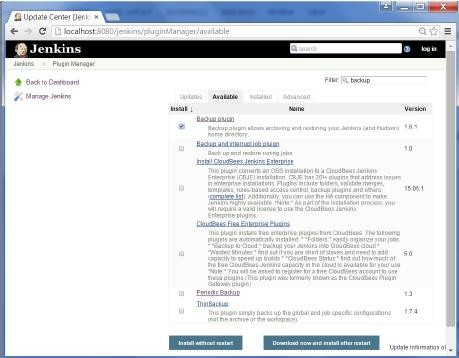 Update Center [Jenki
localhost:8080/jenkins/pluginManager/available
Jenkins
search
log in
Jenkins
Plugin Manager
Filter: backup
Back to Dashboard
Manage Jenkins
Updates Available Installed Advanced
Install ↓ Name Version
Backup plugin
Backup plugin allows archiving and restoring your Jenkins (and Hudson)
home directory.
1.6.1
Backup and interrupt job plugin
Back up and restore runing jobs
1.0
Install CloudBees Jenkins Enterprise
This plugin converts an OSS installation to a CloudBees Jenkins
Enterprise (CBJE) installation. CJE has 20+ plugins that address issues
in enterprise installations. Plugins include folders, validate merges,
templates, roles-based access control, backup plugins and others
(complete list). Additionally, you can use the HA component to make
Jenkins highly available. *Note:* As part of the installation process, you
will require a valid license to use the CloudBees Jenkins
Enterprise plugins.
15.05.1
CloudBees Free Enterprise Plugins
This plugin installs free enterprise plugins from CloudBees. The following
plugins are automatically installed: * *Folders:* easily organize your jobs
* *Backup to Cloud:* backup your Jenkins into CloudBees cloud *
*Wasted Minutes:* find out if you are short of slaves and need to add
capacity to speed up builds * *CloudBees Status:* find out how much of
the free CloudBees Jenkins capacity in the cloud is available for your use
*Note:* You will be asked to register for a free CloudBees account to use
these plugins (This plugin was formerly known as the CloudBees Plugin
Gateway plugin)
5.0
Periodic Backup
1.3
ThinBackup
This plugin simply backs up the global and job specific configurations
(not the archive or the workspace).
1.7.4
Install without restart
Download now and install after restart
Update information ob